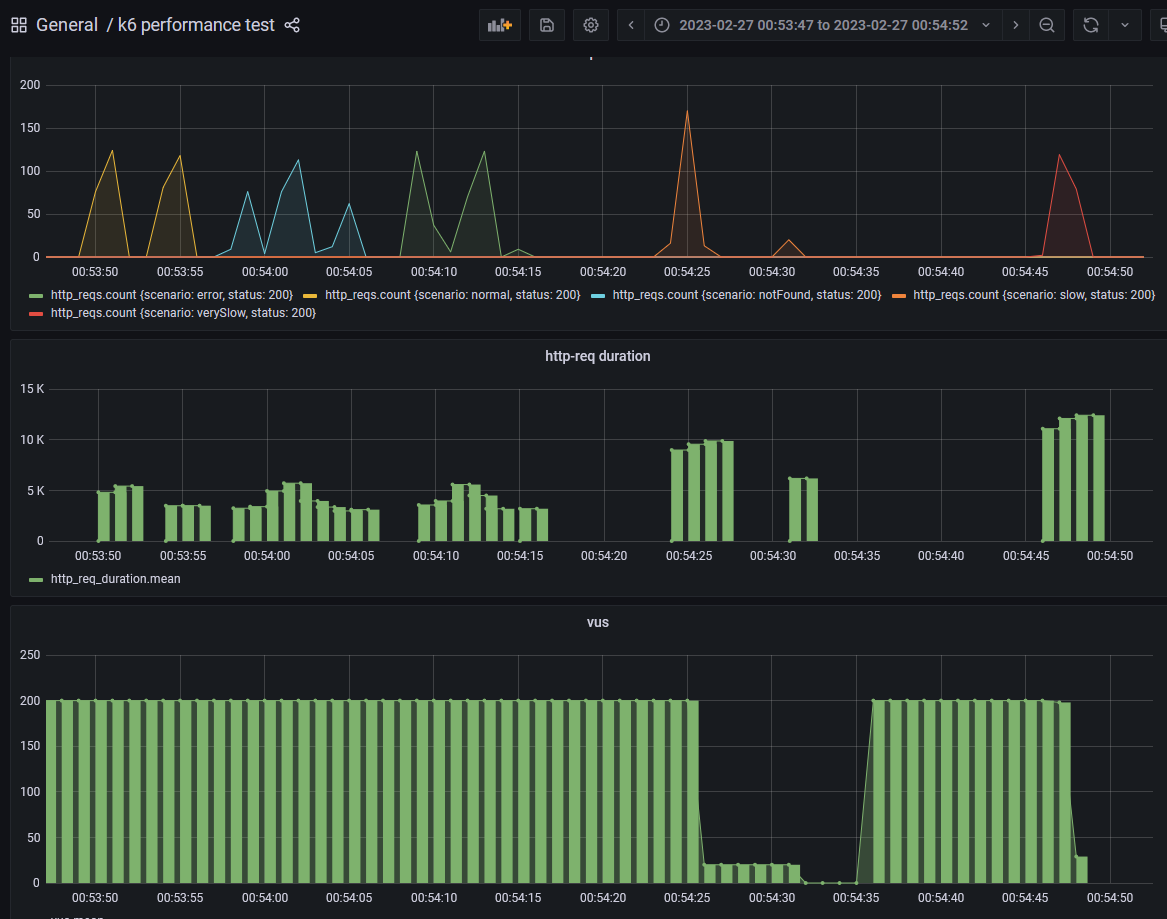 General / k6 performance test
2023-02-27 00:53:47 to 2023-02-27 00:54:52
200
150
100
50
0
00:53:50 00:53:55 00:54:00 00:54:05 00:54:10 00:54:15 00:54:20 00:54:25 00:54:30 00:54:35 00:54:40 00:54:45 00:54:50
http_reqs.count {scenario: error, status: 200} http_reqs.count {scenario: normal, status: 200} http_reqs.count {scenario: notFound, status: 200} http_reqs.count {scenario: slow, status: 200}
http_reqs.count {scenario: verySlow, status: 200}
http-req duration
15 K
10 K
5 K
0
00:53:50 00:53:55 00:54:00 00:54:05 00:54:10 00:54:15 00:54:20 00:54:25 00:54:30 00:54:35 00:54:40 00:54:45 00:54:50
http_req_duration.mean
vus
250
200
150
100
50
0
00:53:50 00:53:55 00:54:00 00:54:05 00:54:10 00:54:15 00:54:20 00:54:25 00:54:30 00:54:35 00:54:40 00:54:45 00:54:50